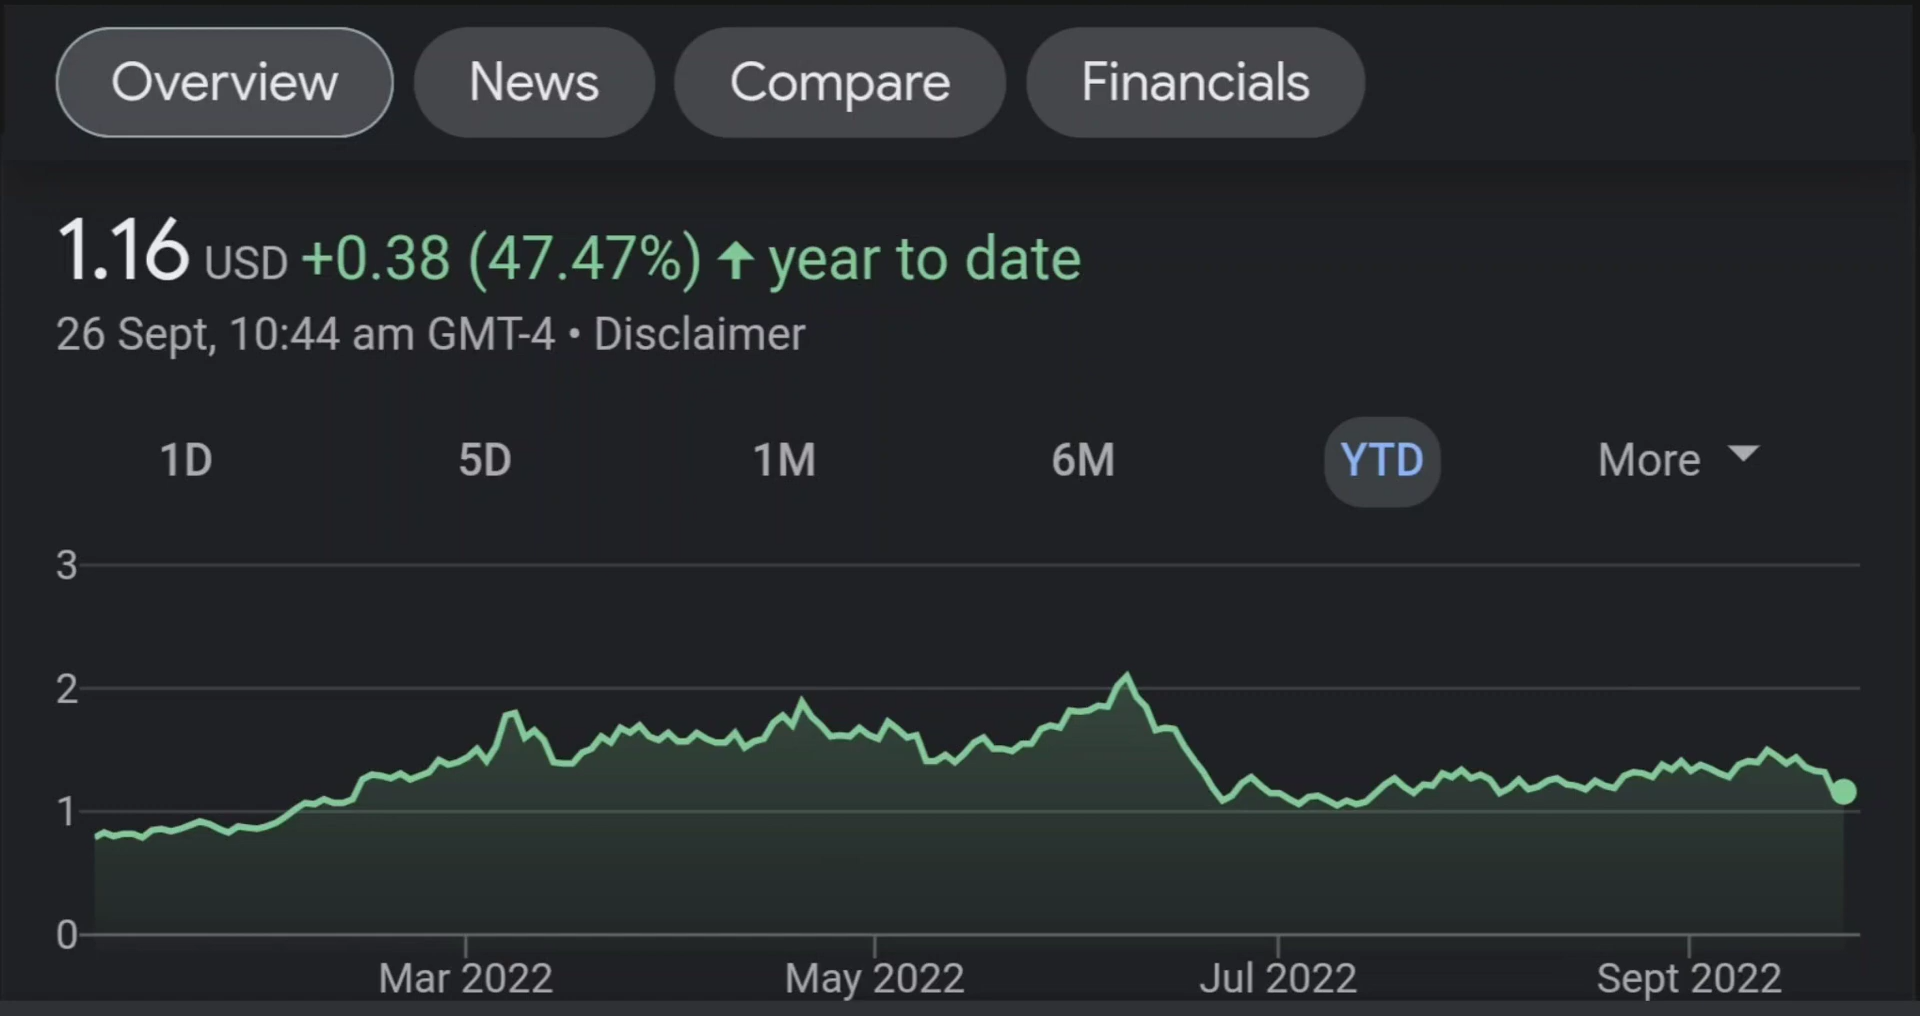 Overview News Compare Financials
1.16 USD +0.38 (47.47%) ↑ year to date
26 Sept, 10:44 am GMT-4 • Disclaimer
1D 5D 1M 6M YTD More
3
2
1
0
Mar 2022 May 2022 Jul 2022 Sept 2022